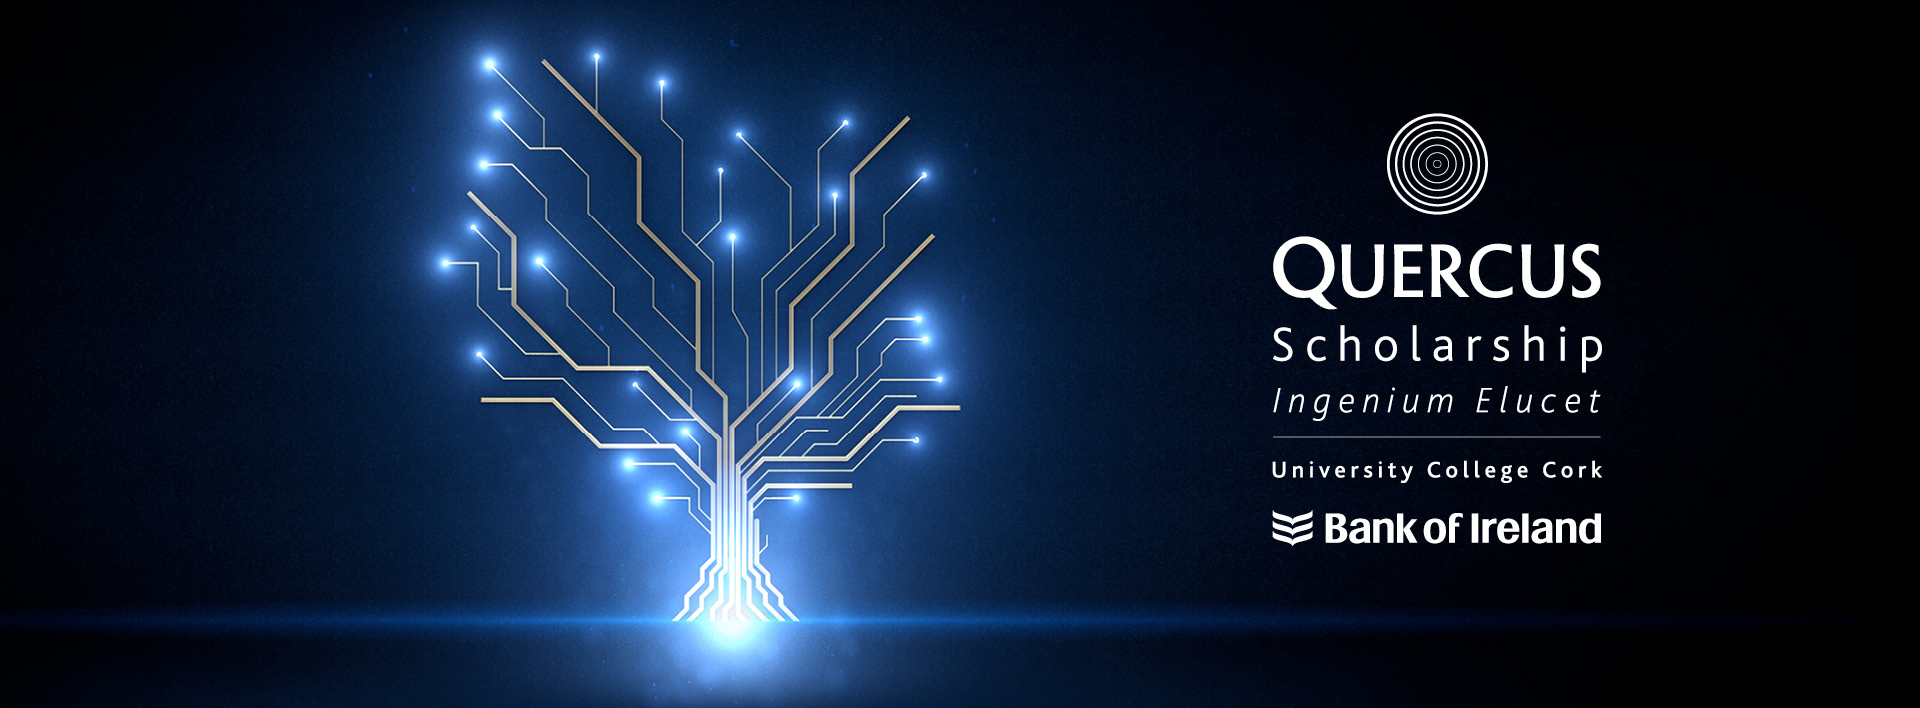 QUERCUS
Scholarship
Ingenium Elucet
University College Cork
Bank of Ireland